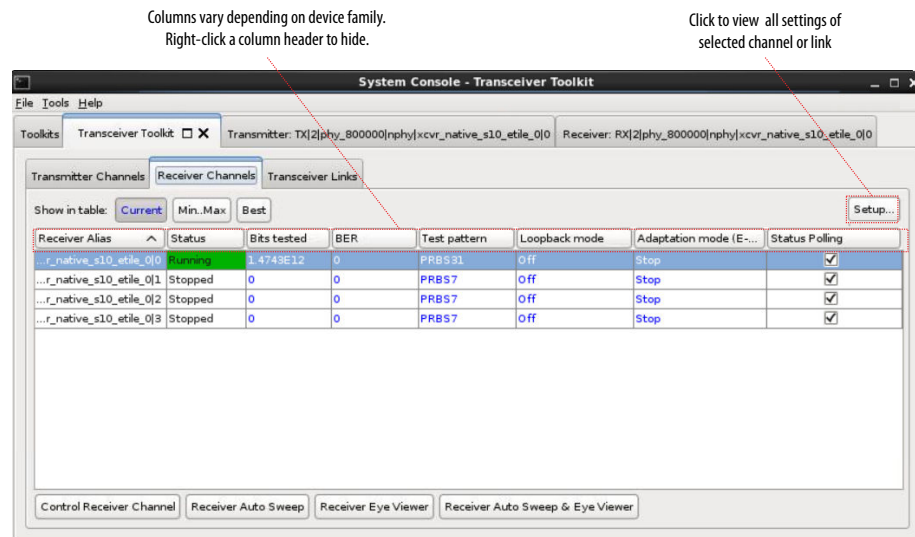 Columns vary depending on device family.
Right-click a column header to hide.
Click to view all settings of
selected channel or link
System Console - Transceiver Toolkit
File Tools Help
Toolkits Transceiver Toolkit Transmitter: TX|2|phy_800000|nphy|xcvr_native_s10_etile_0|0 Receiver: RX|2|phy_800000|nphy|xcvr_native_s10_etile_0|0
Transmitter Channels Receiver Channels Transceiver Links
Show in table: Current Min..Max Best Setup...
Receiver Alias Status Bits tested BER Test pattern Loopback mode Adaptation mode (E-... Status Polling
...r_native_s10_etile_0|0 Running 1.4743E12 0 PRBS31 Off Stop
...r_native_s10_etile_0|1 Stopped 0 0 PRBS7 Off Stop
...r_native_s10_etile_0|2 Stopped 0 0 PRBS7 Off Stop
...r_native_s10_etile_0|3 Stopped 0 0 PRBS7 Off Stop
Control Receiver Channel Receiver Auto Sweep Receiver Eye Viewer Receiver Auto Sweep & Eye Viewer